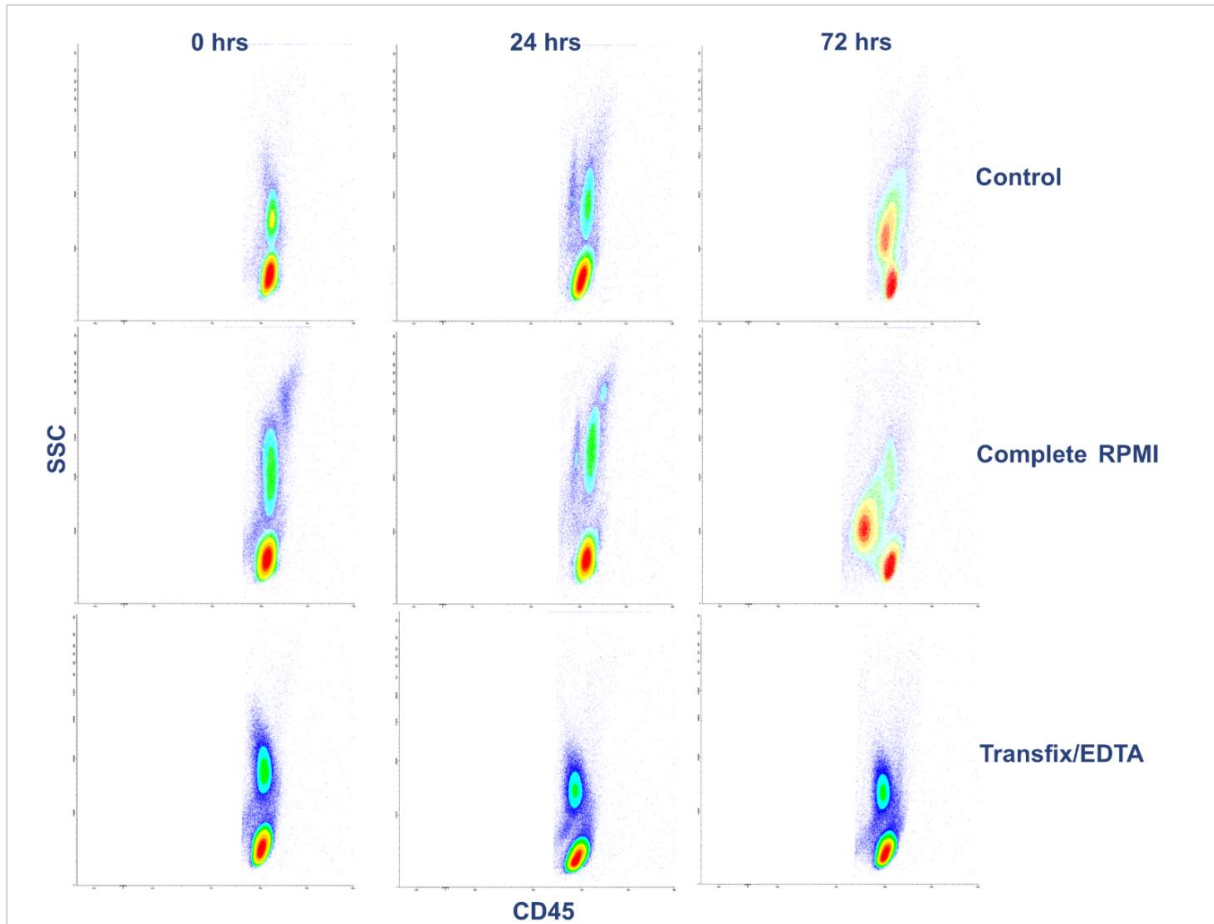 0 hrs 24 hrs 72 hrs
Control
SSC
Complete RPMI
Transfix/EDTA
CD45